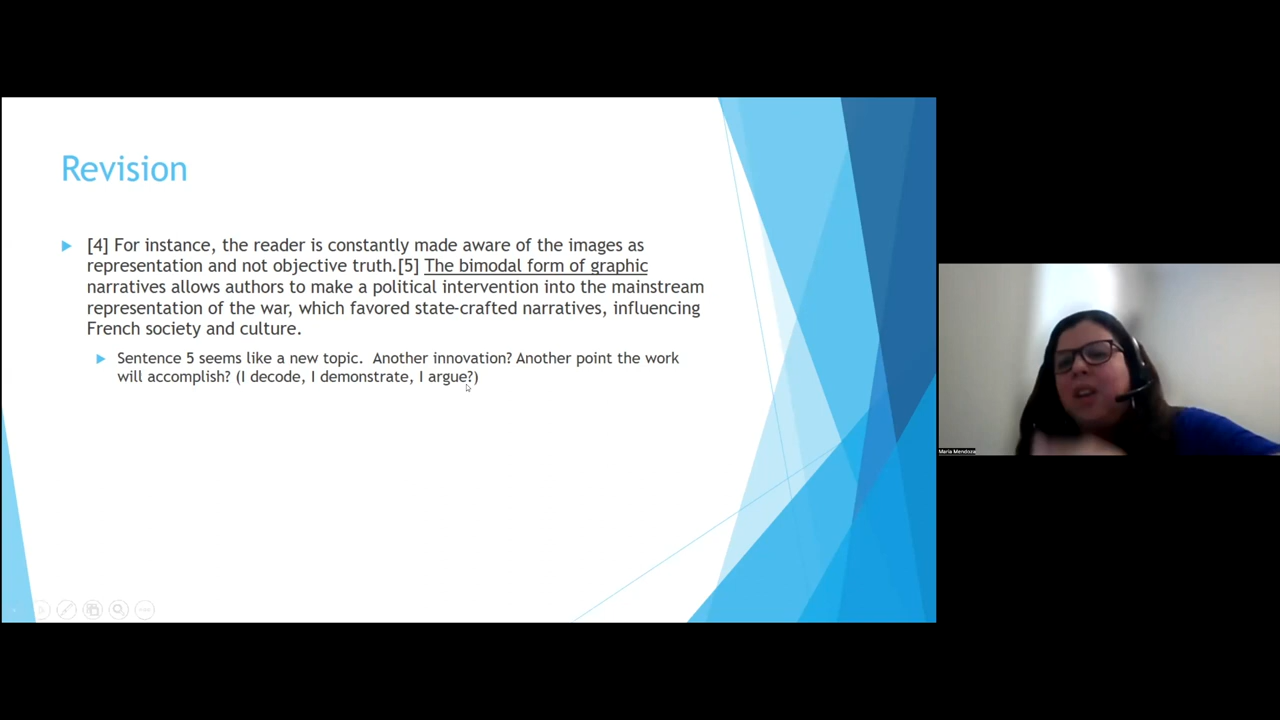 Revision
[4] For instance, the reader is constantly made aware of the images as
representation and not objective truth.[5] The bimodal form of graphic
narratives allows authors to make a political intervention into the mainstream
representation of the war, which favored state-crafted narratives, influencing
French society and culture.
Sentence 5 seems like a new topic.  Another innovation? Another point the work
will accomplish? (I decode, I demonstrate, I argue?)
Maria Mendoza